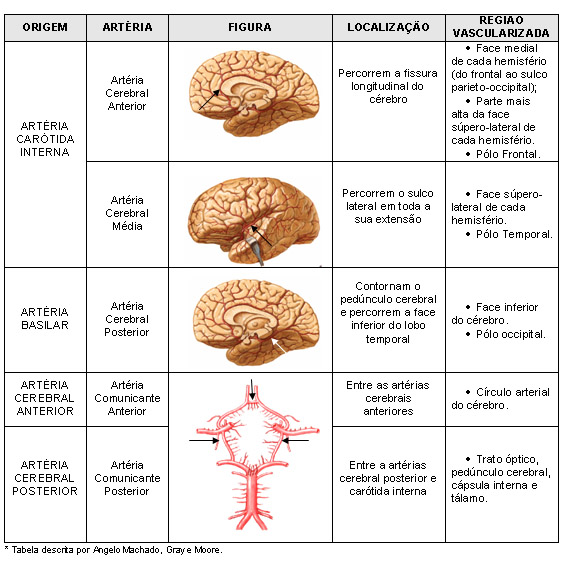 ORIGEM
ARTÉRIA
FIGURA
LOCALIZAÇÃO
REGIÃO
VASCULARIZADA
ARTÉRIA
CARÓTIDA
INTERNA
Artéria
Cerebral
Anterior
Percorrem a fissura
longitudinal do
cérebro
• Face medial
de cada hemisfério
(do frontal ao sulco
parieto-occipital);
• Parte mais
alta da face
súpero-lateral de
cada hemisfério.
• Pólo Frontal.
Artéria
Cerebral
Média
Percorrem o sulco
lateral em toda a
sua extensão
• Face súpero-
lateral de cada
hemisfério.
• Pólo Temporal.
ARTÉRIA
BASILAR
Artéria
Cerebral
Posterior
Contornam o
pedúnculo cerebral
e percorrem a face
inferior do lobo
temporal
• Face inferior
do cérebro.
• Pólo occipital.
ARTÉRIA
CEREBRAL
ANTERIOR
Artéria
Comunicante
Anterior
Entre as artérias
cerebrais
anteriores
• Círculo arterial
do cérebro.
ARTÉRIA
CEREBRAL
POSTERIOR
Artéria
Comunicante
Posterior
Entre a artérias
cerebral posterior e
carótida interna
• Trato óptico,
pedúnculo cerebral,
cápsula interna e
tálamo.
* Tabela descrita por Angelo Machado, Gray e Moore.